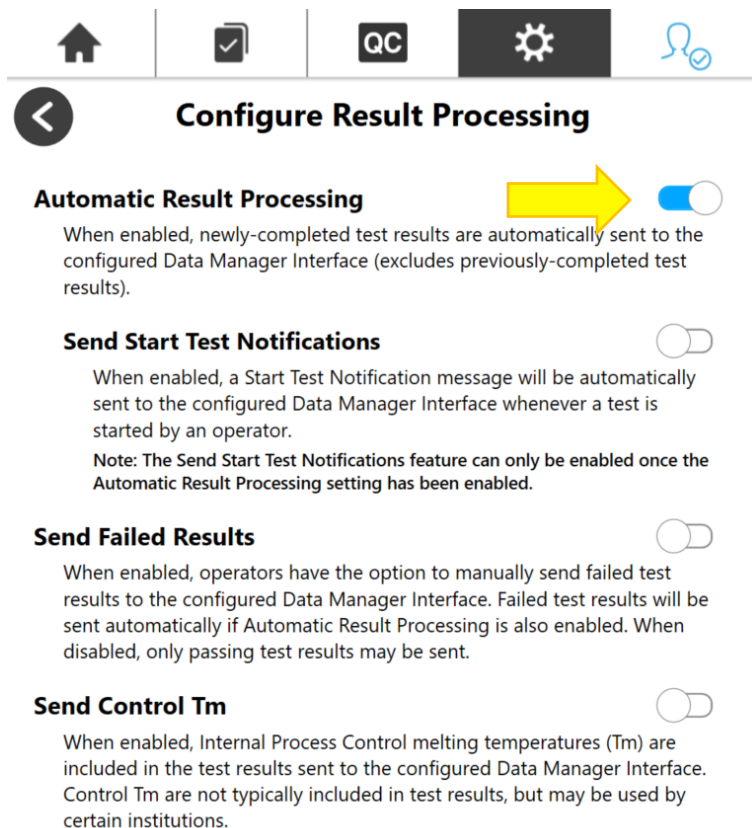 QC
Configure Result Processing
Automatic Result Processing
When enabled, newly-completed test results are automatically sent to the
configured Data Manager Interface (excludes previously-completed test
results).
Send Start Test Notifications
When enabled, a Start Test Notification message will be automatically
sent to the configured Data Manager Interface whenever a test is
started by an operator.
Note: The Send Start Test Notifications feature can only be enabled once the
Automatic Result Processing setting has been enabled.
Send Failed Results
When enabled, operators have the option to manually send failed test
results to the configured Data Manager Interface. Failed test results will be
sent automatically if Automatic Result Processing is also enabled. When
disabled, only passing test results may be sent.
Send Control Tm
When enabled, Internal Process Control melting temperatures (Tm) are
included in the test results sent to the configured Data Manager Interface.
Control Tm are not typically included in test results, but may be used by
certain institutions.